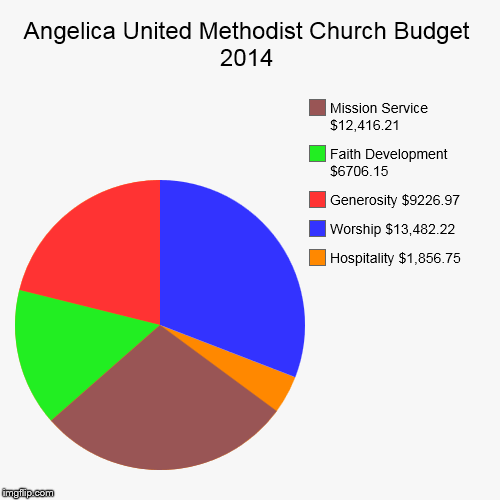 Angelica United Methodist Church Budget
2014
Mission Service
$12,416.21
Faith Development
$6706.15
Generosity $9226.97
Worship $13,482.22
Hospitality $1,856.75
imgflip.com